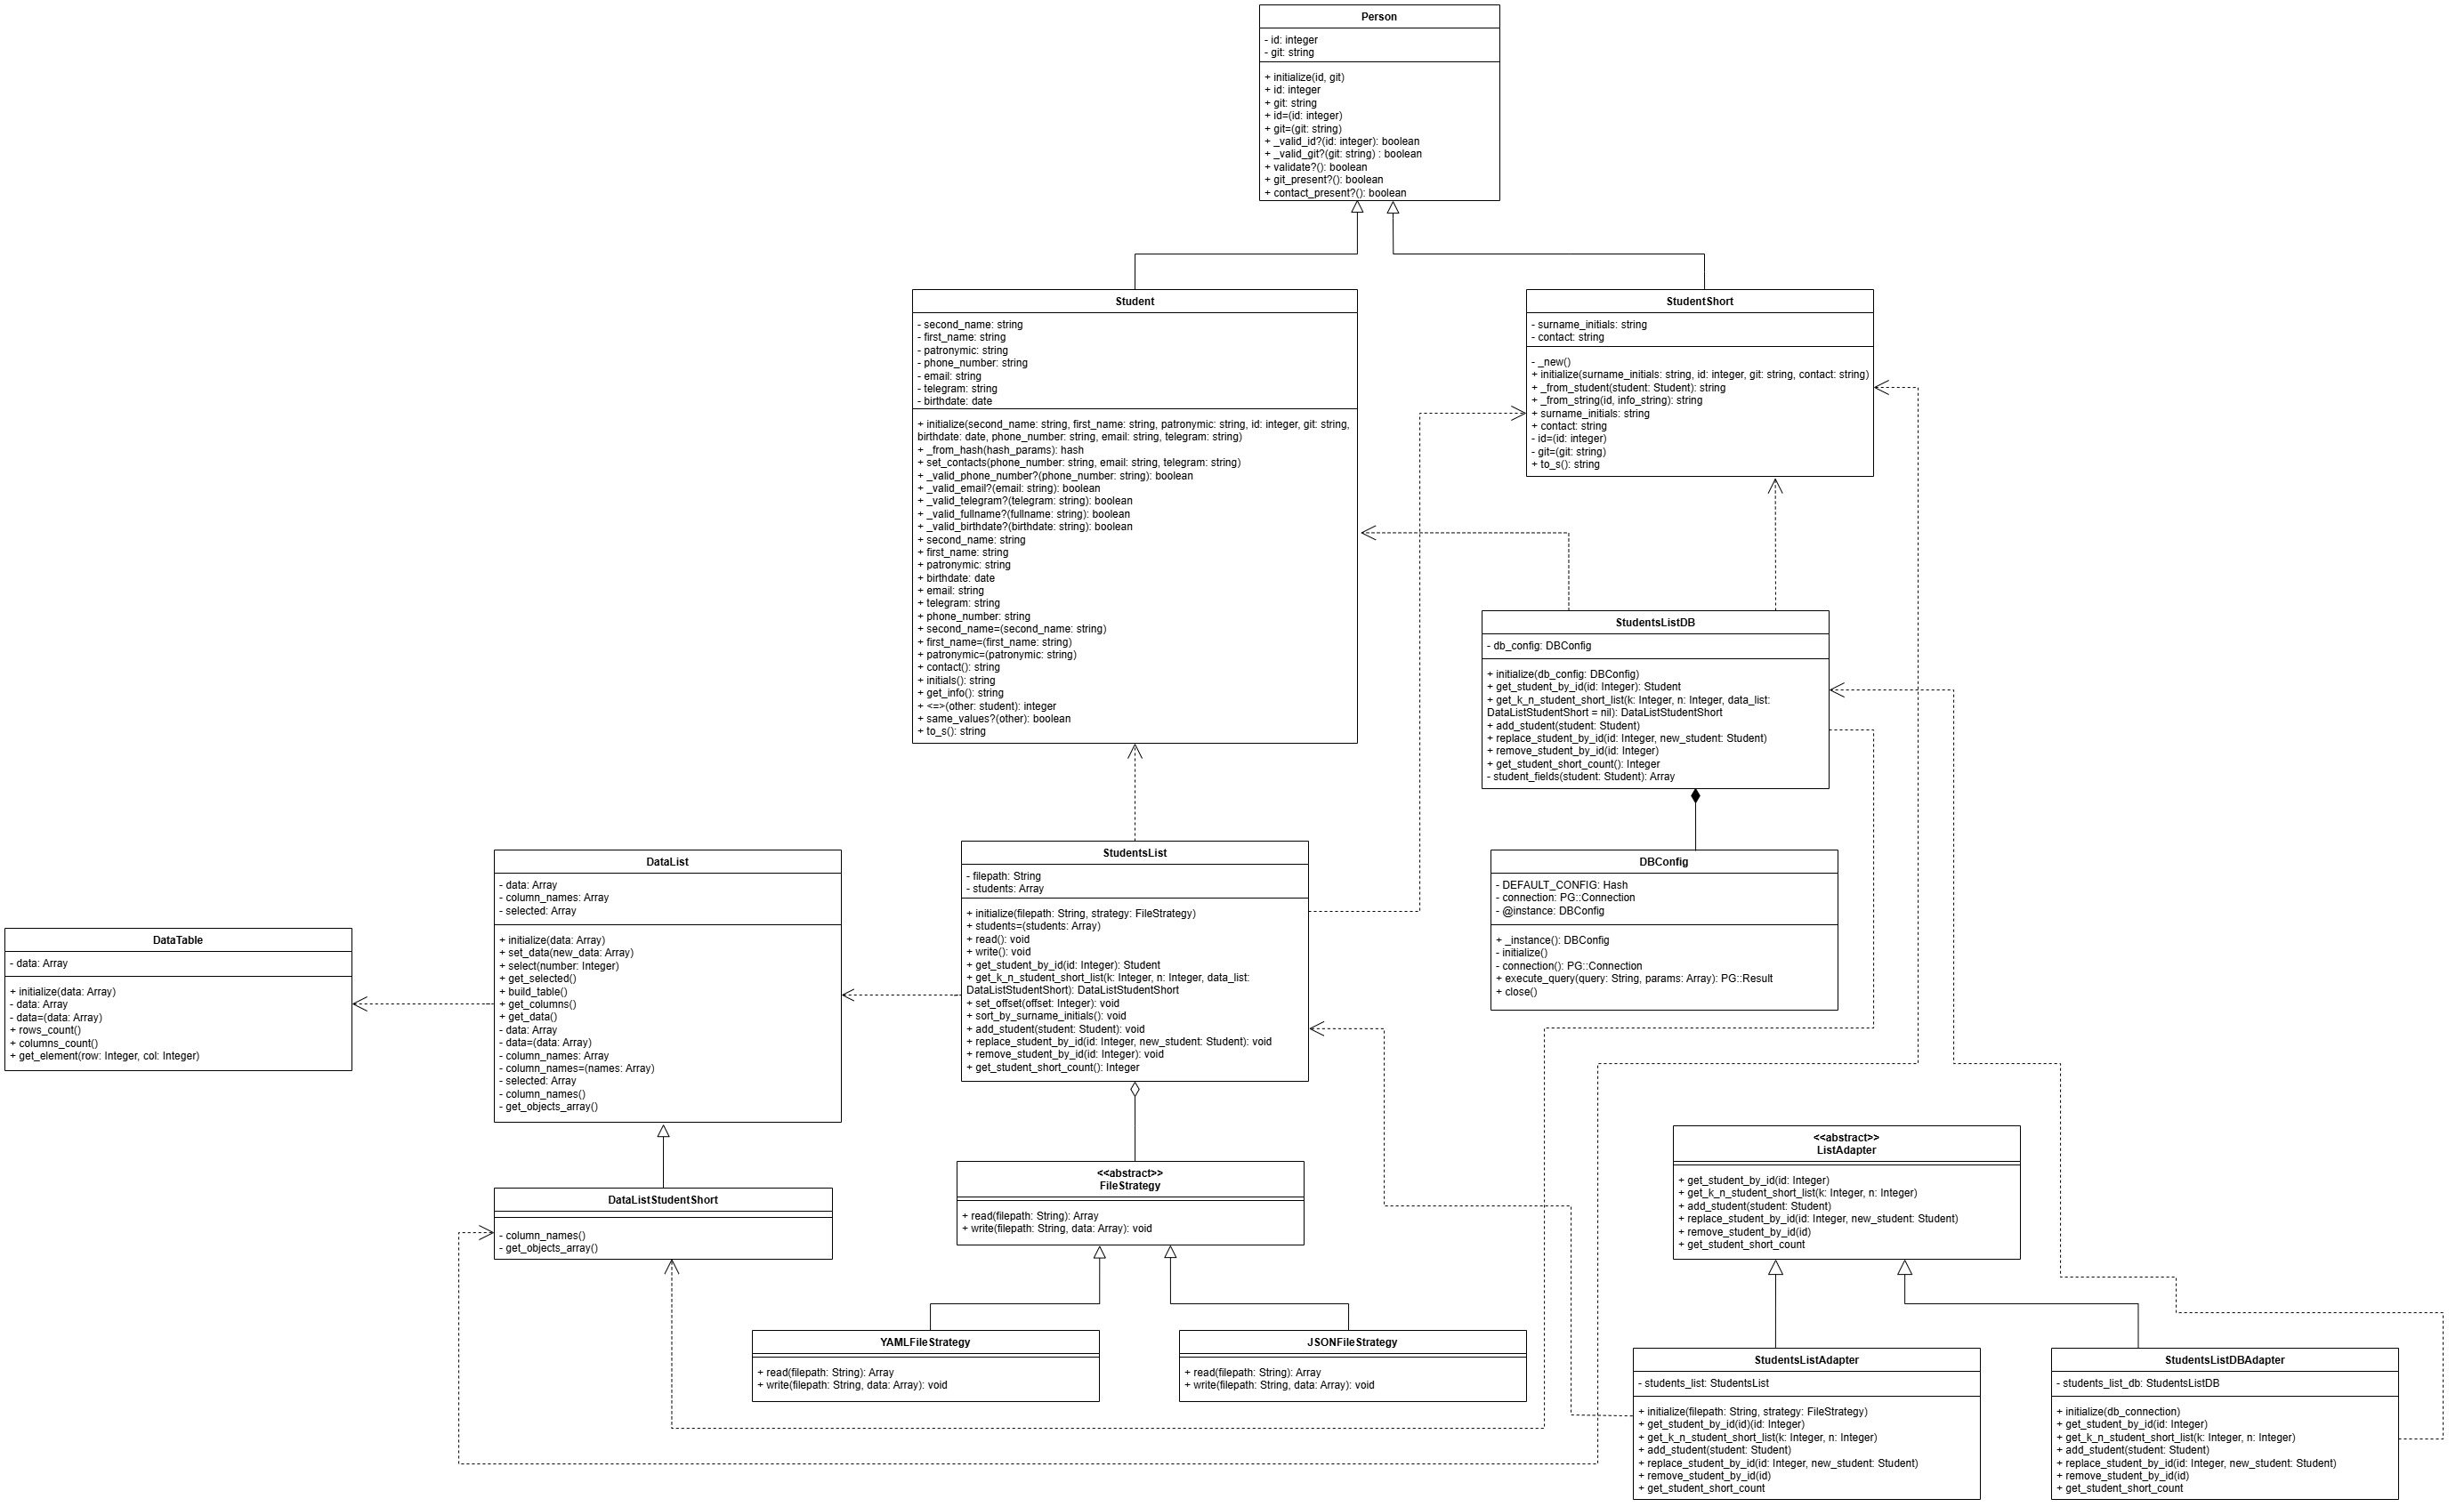 Person
- id: integer
- git: string
+ initialize(id, git)
+ id: integer
+ git: string
+ id=(id: integer)
+ git=(git: string)
+ _valid_id?(id: integer): boolean
+ _valid_git?(git: string) : boolean
+ validate?(): boolean
+ git_present?(): boolean
+ contact_present?(): boolean
Student
- second_name: string
- first_name: string
- patronymic: string
- phone_number: string
- email: string
- telegram: string
- birthdate: date
+ initialize(second_name: string, first_name: string, patronymic: string, id: integer, git: string,
birthdate: date, phone_number: string, email: string, telegram: string)
+ _from_hash(hash_params): hash
+ set_contacts(phone_number: string, email: string, telegram: string)
+ _valid_phone_number?(phone_number: string): boolean
+ _valid_email?(email: string): boolean
+ _valid_telegram?(telegram: string): boolean
+ _valid_fullname?(fullname: string): boolean
+ _valid_birthdate?(birthdate: string): boolean
+ second_name: string
+ first_name: string
+ patronymic: string
+ birthdate: date
+ email: string
+ telegram: string
+ phone_number: string
+ second_name=(second_name: string)
+ first_name=(first_name: string)
+ patronymic=(patronymic: string)
+ contact(): string
+ initials(): string
+ get_info(): string
+ <=>(other: student): integer
+ same_values?(other): boolean
+ to_s(): string
StudentShort
- surname_initials: string
- contact: string
- _new()
+ initialize(surname_initials: string, id: integer, git: string, contact: string)
+ _from_student(student: Student): string
+ _from_string(id, info_string): string
+ surname_initials: string
+ contact: string
- id=(id: integer)
- git=(git: string)
+ to_s(): string
StudentsListDB
- db_config: DBConfig
+ initialize(db_config: DBConfig)
+ get_student_by_id(id: Integer): Student
+ get_k_n_student_short_list(k: Integer, n: Integer, data_list:
DataListStudentShort = nil): DataListStudentShort
+ add_student(student: Student)
+ replace_student_by_id(id: Integer, new_student: Student)
+ remove_student_by_id(id: Integer)
+ get_student_short_count(): Integer
- student_fields(student: Student): Array
DataTable
- data: Array
+ initialize(data: Array)
- data: Array
- data=(data: Array)
+ rows_count()
+ columns_count()
+ get_element(row: Integer, col: Integer)
DataList
- data: Array
- column_names: Array
- selected: Array
+ initialize(data: Array)
+ set_data(new_data: Array)
+ select(number: Integer)
+ get_selected()
+ build_table()
+ get_columns()
+ get_data()
- data: Array
- data=(data: Array)
- column_names: Array
- column_names=(names: Array)
- selected: Array
- column_names()
- get_objects_array()
StudentsList
- filepath: String
- students: Array
+ initialize(filepath: String, strategy: FileStrategy)
+ students=(students: Array)
+ read(): void
+ write(): void
+ get_student_by_id(id: Integer): Student
+ get_k_n_student_short_list(k: Integer, n: Integer, data_list:
DataListStudentShort): DataListStudentShort
+ set_offset(offset: Integer): void
+ sort_by_surname_initials(): void
+ add_student(student: Student): void
+ replace_student_by_id(id: Integer, new_student: Student): void
+ remove_student_by_id(id: Integer): void
+ get_student_short_count(): Integer
DBConfig
- DEFAULT_CONFIG: Hash
- connection: PG::Connection
- @instance: DBConfig
+ _instance(): DBConfig
- initialize()
- connection(): PG::Connection
+ execute_query(query: String, params: Array): PG::Result
+ close()
DataListStudentShort
- column_names()
- get_objects_array()
<<abstract>>
FileStrategy
+ read(filepath: String): Array
+ write(filepath: String, data: Array): void
<<abstract>>
ListAdapter
+ get_student_by_id(id: Integer)
+ get_k_n_student_short_list(k: Integer, n: Integer)
+ add_student(student: Student)
+ replace_student_by_id(id: Integer, new_student: Student)
+ remove_student_by_id(id)
+ get_student_short_count
YAMLFileStrategy
+ read(filepath: String): Array
+ write(filepath: String, data: Array): void
JSONFileStrategy
+ read(filepath: String): Array
+ write(filepath: String, data: Array): void
StudentsListAdapter
- students_list: StudentsList
+ initialize(filepath: String, strategy: FileStrategy)
+ get_student_by_id(id)(id: Integer)
+ get_k_n_student_short_list(k: Integer, n: Integer)
+ add_student(student: Student)
+ replace_student_by_id(id: Integer, new_student: Student)
+ remove_student_by_id(id)
+ get_student_short_count
StudentsListDBAdapter
- students_list_db: StudentsListDB
+ initialize(db_connection)
+ get_student_by_id(id: Integer)
+ get_k_n_student_short_list(k: Integer, n: Integer)
+ add_student(student: Student)
+ replace_student_by_id(id: Integer, new_student: Student)
+ remove_student_by_id(id)
+ get_student_short_count